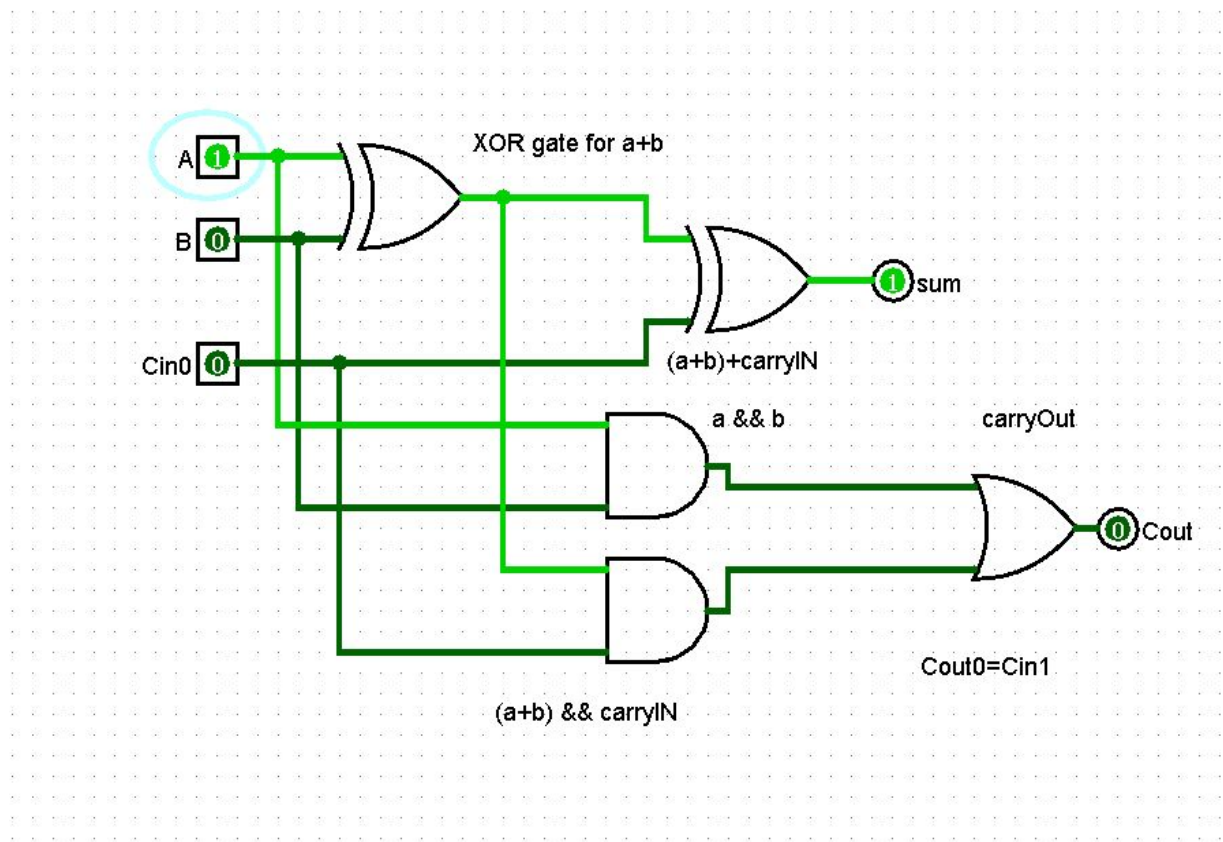 XOR gate for a+b
A 1
B 0
1 sum
Cin0 0
(a+b)+carryIN
a && b
carryOut
0 Cout
Cout0=Cin1
(a+b) && carryIN